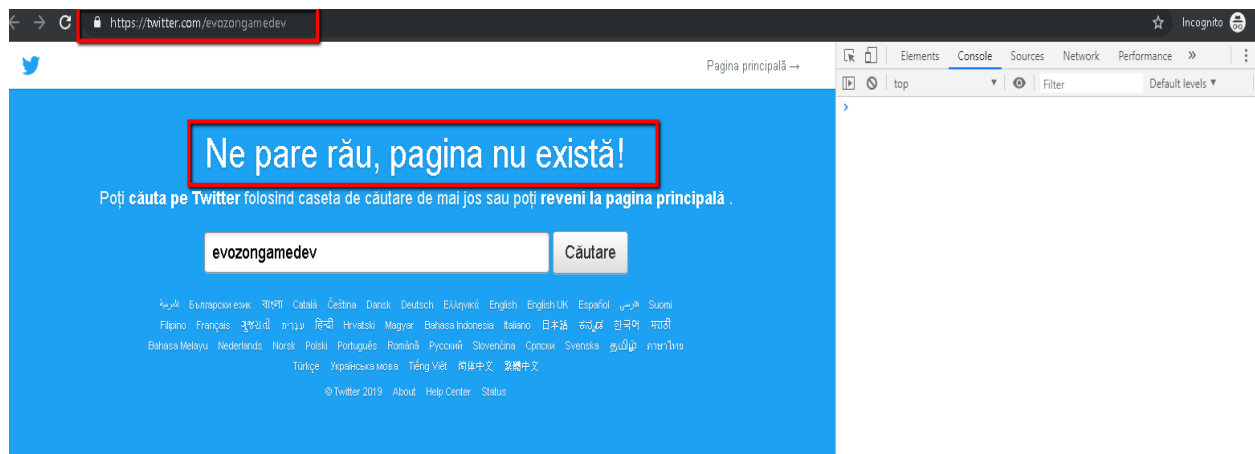 https://twitter.com/evozongamedev
Incognito
Pagina principală →
Elements Console Sources Network Performance »
top Filter Default levels ▼
Ne pare rău, pagina nu există!
Poți căuta pe Twitter folosind caseta de căutare de mai jos sau poți reveni la pagina principală .
evozongamedev
Căutare
العربية Български език বাংলা Català Čeština Dansk Deutsch Ελληνικά English English UK Español فارسی Suomi
Filipino Français ગુજરાતી עברית हिन्दी Hrvatski Magyar Bahasa Indonesia Italiano 日本語 ಕನ್ನಡ 한국어 मराठी
Bahasa Melayu Nederlands Norsk Polski Português Română Русский Slovenčina Српски Svenska தமிழ் ภาษาไทย
Türkçe Українська мова Tiếng Việt 简体中文 繁體中文
© Twitter 2019 About Help Center Status